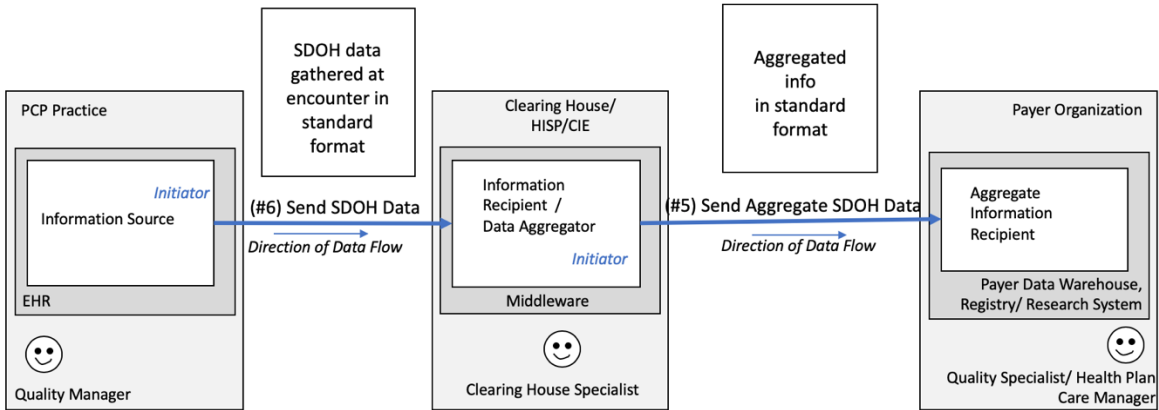 SDOH data
gathered at
encounter in
standard
format
Aggregated
info
in standard
format
PCP Practice
Initiator
Information Source
EHR
Quality Manager
(#6) Send SDOH Data
Direction of Data Flow
Clearing House/
HISP/CIE
Information
Recipient /
Data Aggregator
Initiator
Middleware
Clearing House Specialist
(#5) Send Aggregate SDOH Data
Direction of Data Flow
Payer Organization
Aggregate
Information
Recipient
Payer Data Warehouse,
Registry/ Research System
Quality Specialist/ Health Plan
Care Manager